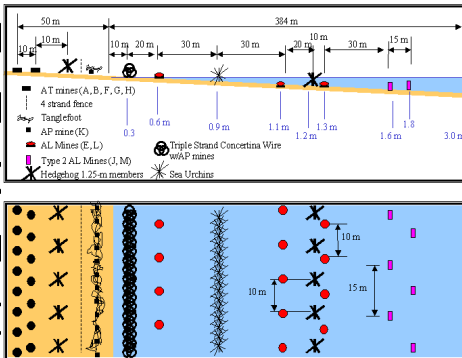 50 m
384 m
10 m
10 m
10 m
10 m
20 m
30 m
30 m
20 m
30 m
15 m
AT mines (A, B, F, G, H)
4 strand fence
Tanglefoot
AP mine (K)
AL Mines (E, L)
Type 2 AL Mines (J, M)
Hedgehog 1.25-m members
Triple Strand Concertina Wire
w/AP mines
Sea Urchins
0.3
0.6 m
0.9 m
1.1 m
1.2 m
1.3 m
1.6 m
1.8
3.0 m
10 m
10 m
15 m